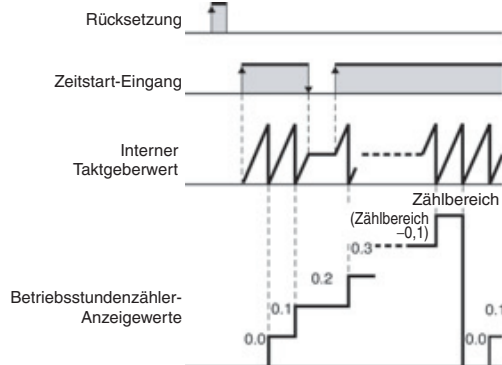 Rücksetzung
Zeitstart-Eingang
Interner
Taktgeberwert
Zählbereich
(Zählbereich
–0,1)
0.3
0.2
Betriebsstundenzähler-
Anzeigewerte
0.1
0.1
0.0
0.0